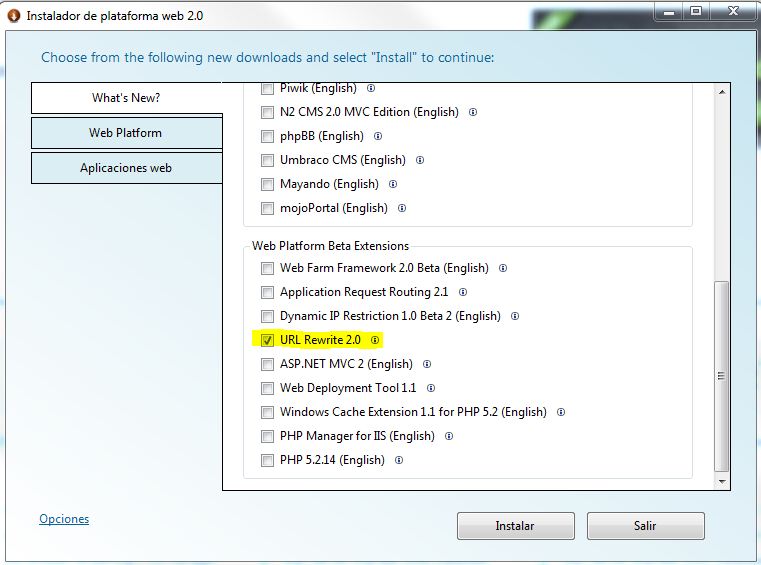 Instalador de plataforma web 2.0
Choose from the following new downloads and select "Install" to continue:
What's New?
Web Platform
Aplicaciones web
Piwik (English)
N2 CMS 2.0 MVC Edition (English)
phpBB (English)
Umbraco CMS (English)
Mayando (English)
mojoPortal (English)
Web Platform Beta Extensions
Web Farm Framework 2.0 Beta (English)
Application Request Routing 2.1
Dynamic IP Restriction 1.0 Beta 2 (English)
URL Rewrite 2.0
ASP.NET MVC 2 (English)
Web Deployment Tool 1.1
Windows Cache Extension 1.1 for PHP 5.2 (English)
PHP Manager for IIS (English)
PHP 5.2.14 (English)
Opciones
Instalar
Salir